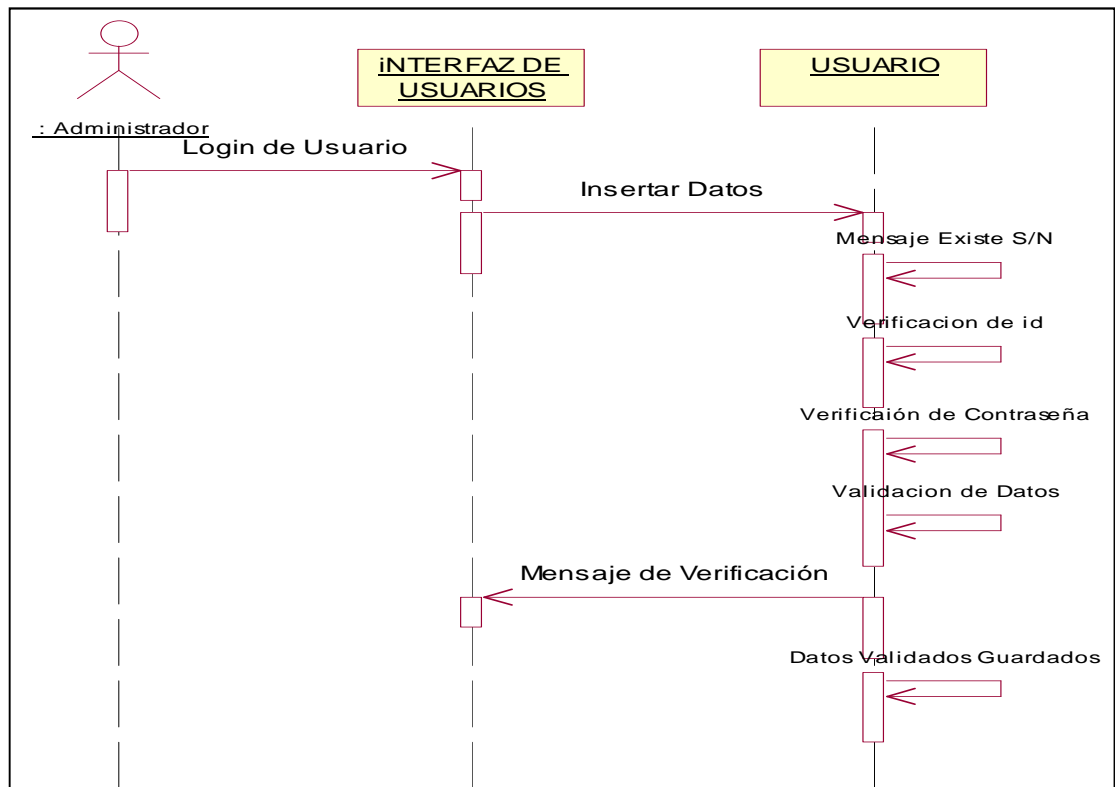 iNTERFAZ DE
USUARIOS
USUARIO
: Administrador
Login de Usuario
Insertar Datos
Mensaje Existe S/N
Verificacion de id
Verificaión de Contraseña
Validacion de Datos
Mensaje de Verificación
Datos Validados Guardados